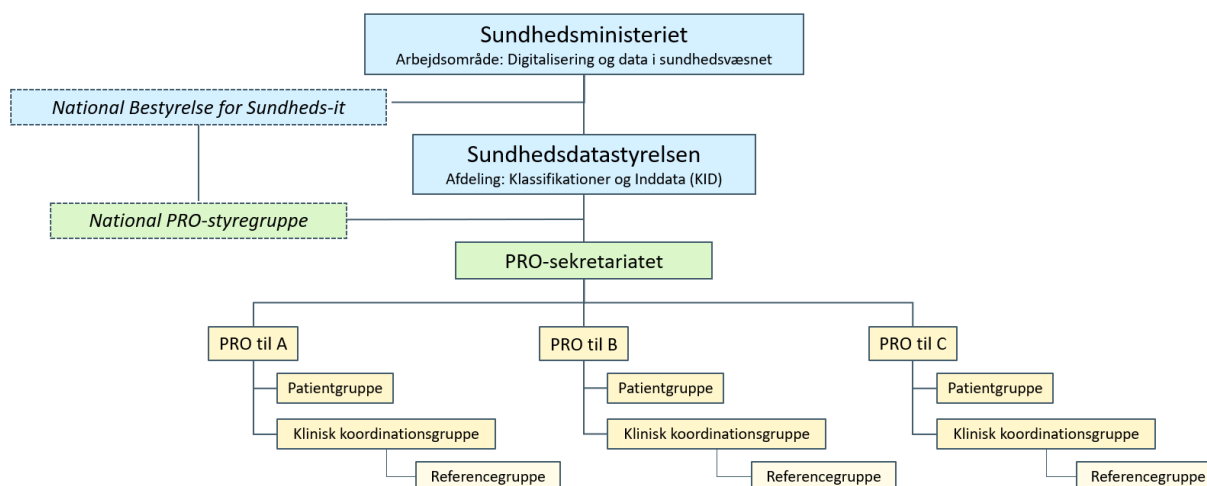 Sundhedsministeriet
Arbejdsområde: Digitalisering og data i sundhedsvæsnet
National Bestyrelse for Sundheds-it
Sundhedsdatastyrelsen
Afdeling: Klassifikationer og Inddata (KID)
National PRO-styregruppe
PRO-sekretariatet
PRO til A
PRO til B
PRO til C
Patientgruppe
Patientgruppe
Patientgruppe
Klinisk koordinationsgruppe
Klinisk koordinationsgruppe
Klinisk koordinationsgruppe
Referencegruppe
Referencegruppe
Referencegruppe